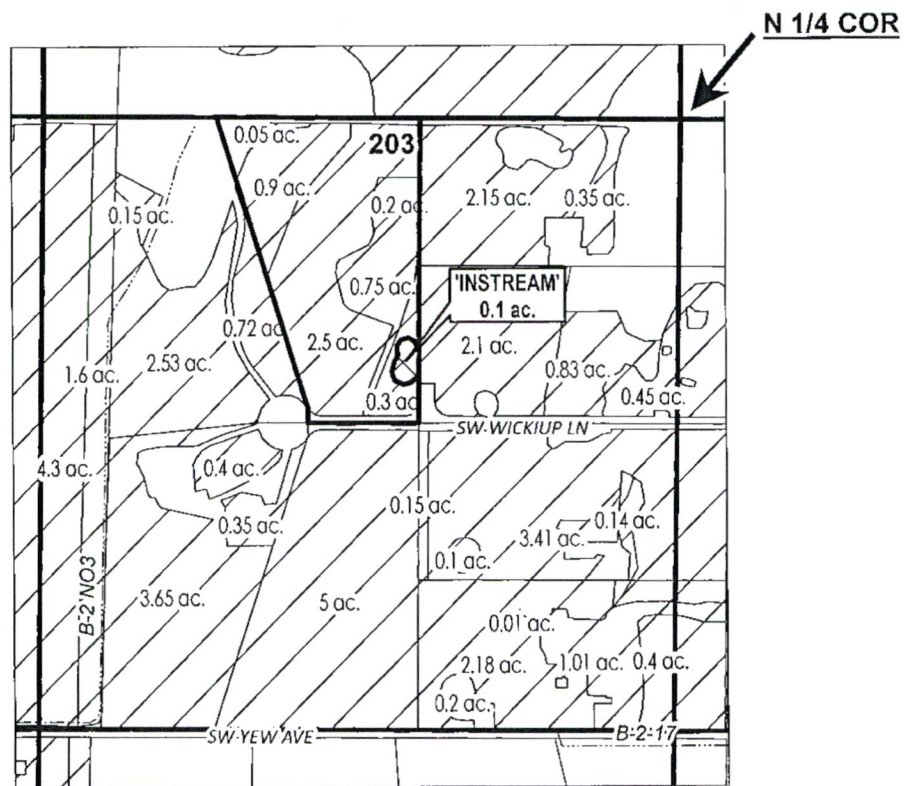 N 1/4 COR
0.05 ac.
203
0.9 ac.
0.2 ac.
2.15 ac.
0.35 ac.
0.15 ac.
'INSTREAM'
0.1 ac.
0.75 ac.
0.72 ac
2.5 ac.
2.1 ac.
2.53 ac.
0.83 ac.
1.6 ac.
0.45 ac.
0.3 ac
SW WICKIUP LN
4.3 ac.
0.4 ac.
0.15 ac.
0.35 ac.
0.14 ac.
3.41 ac.
0.1 ac.
B-2 NO3
3.65 ac.
5 ac.
0.01 ac.
2.18 ac.
1.01 ac.
0.4 ac.
0.2 ac.
SW YEW AVE
B-2-17